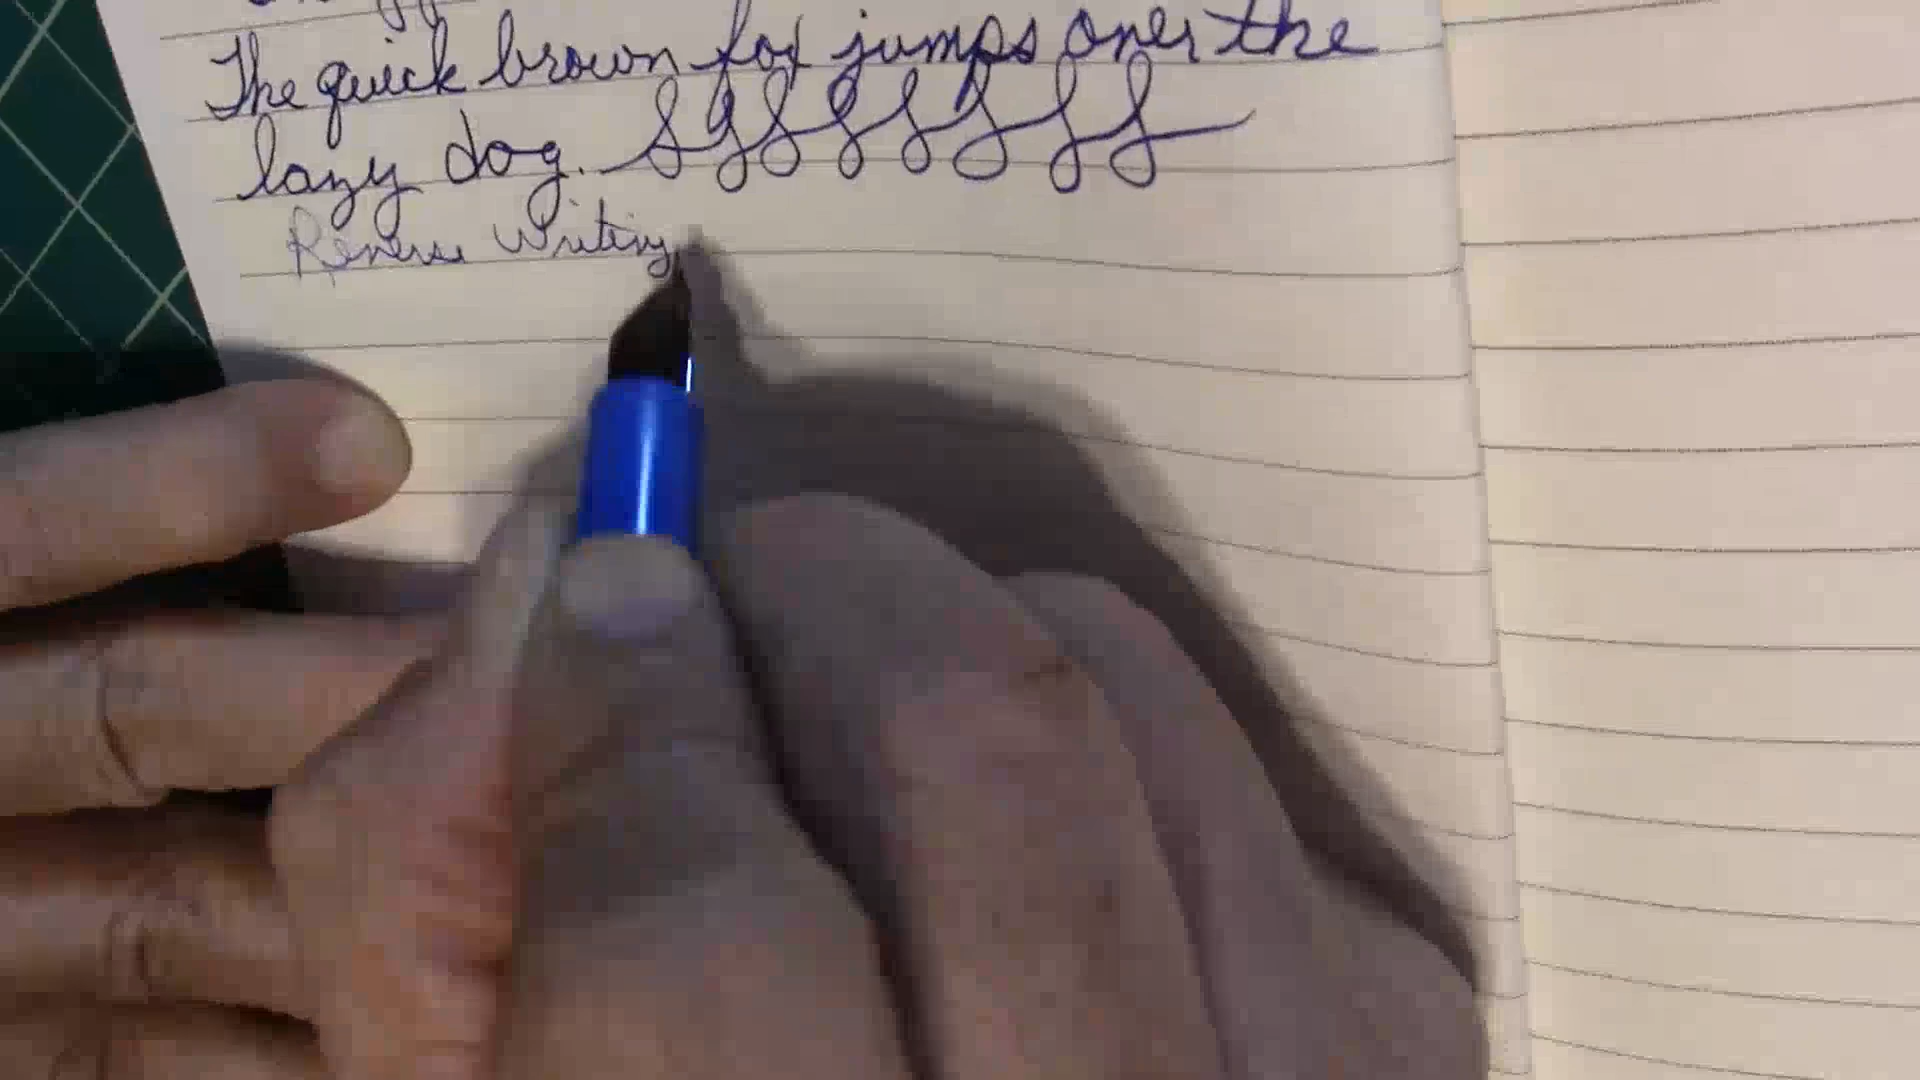 The quick brown fox jumps over the
lazy dog.
Reverse Writing